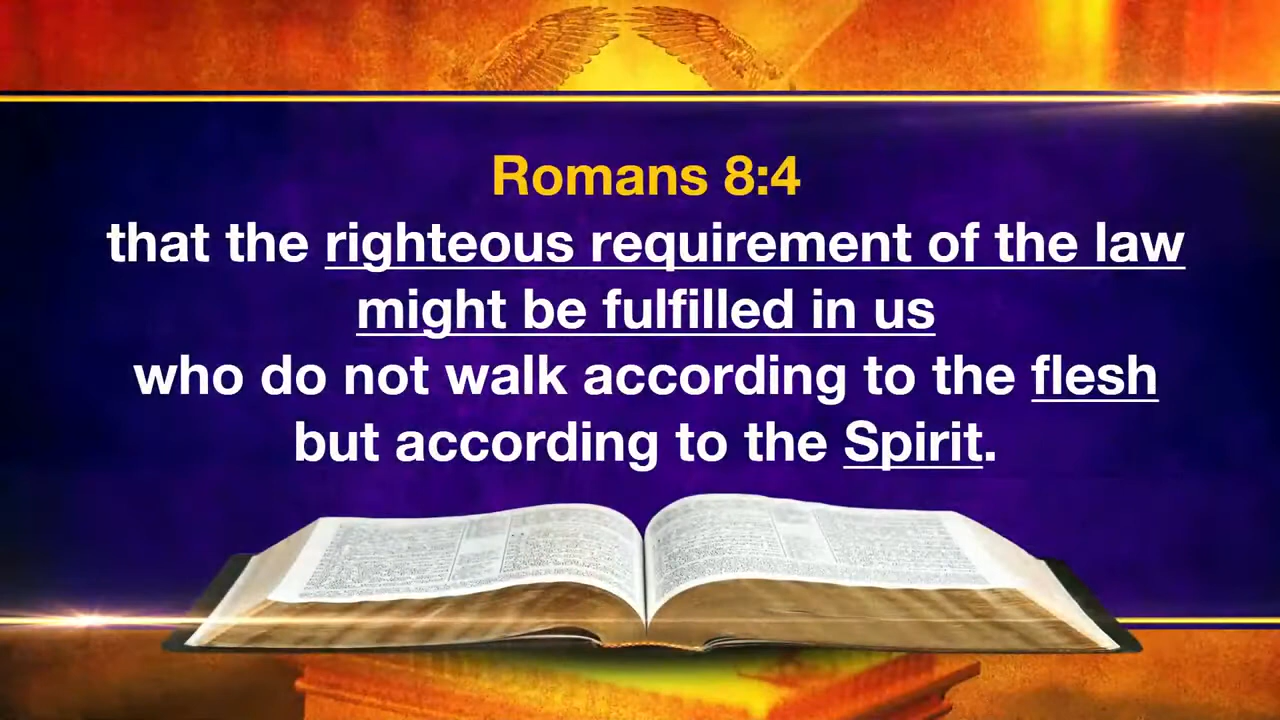 Romans 8:4
that the righteous requirement of the law
might be fulfilled in us
who do not walk according to the flesh
but according to the Spirit.